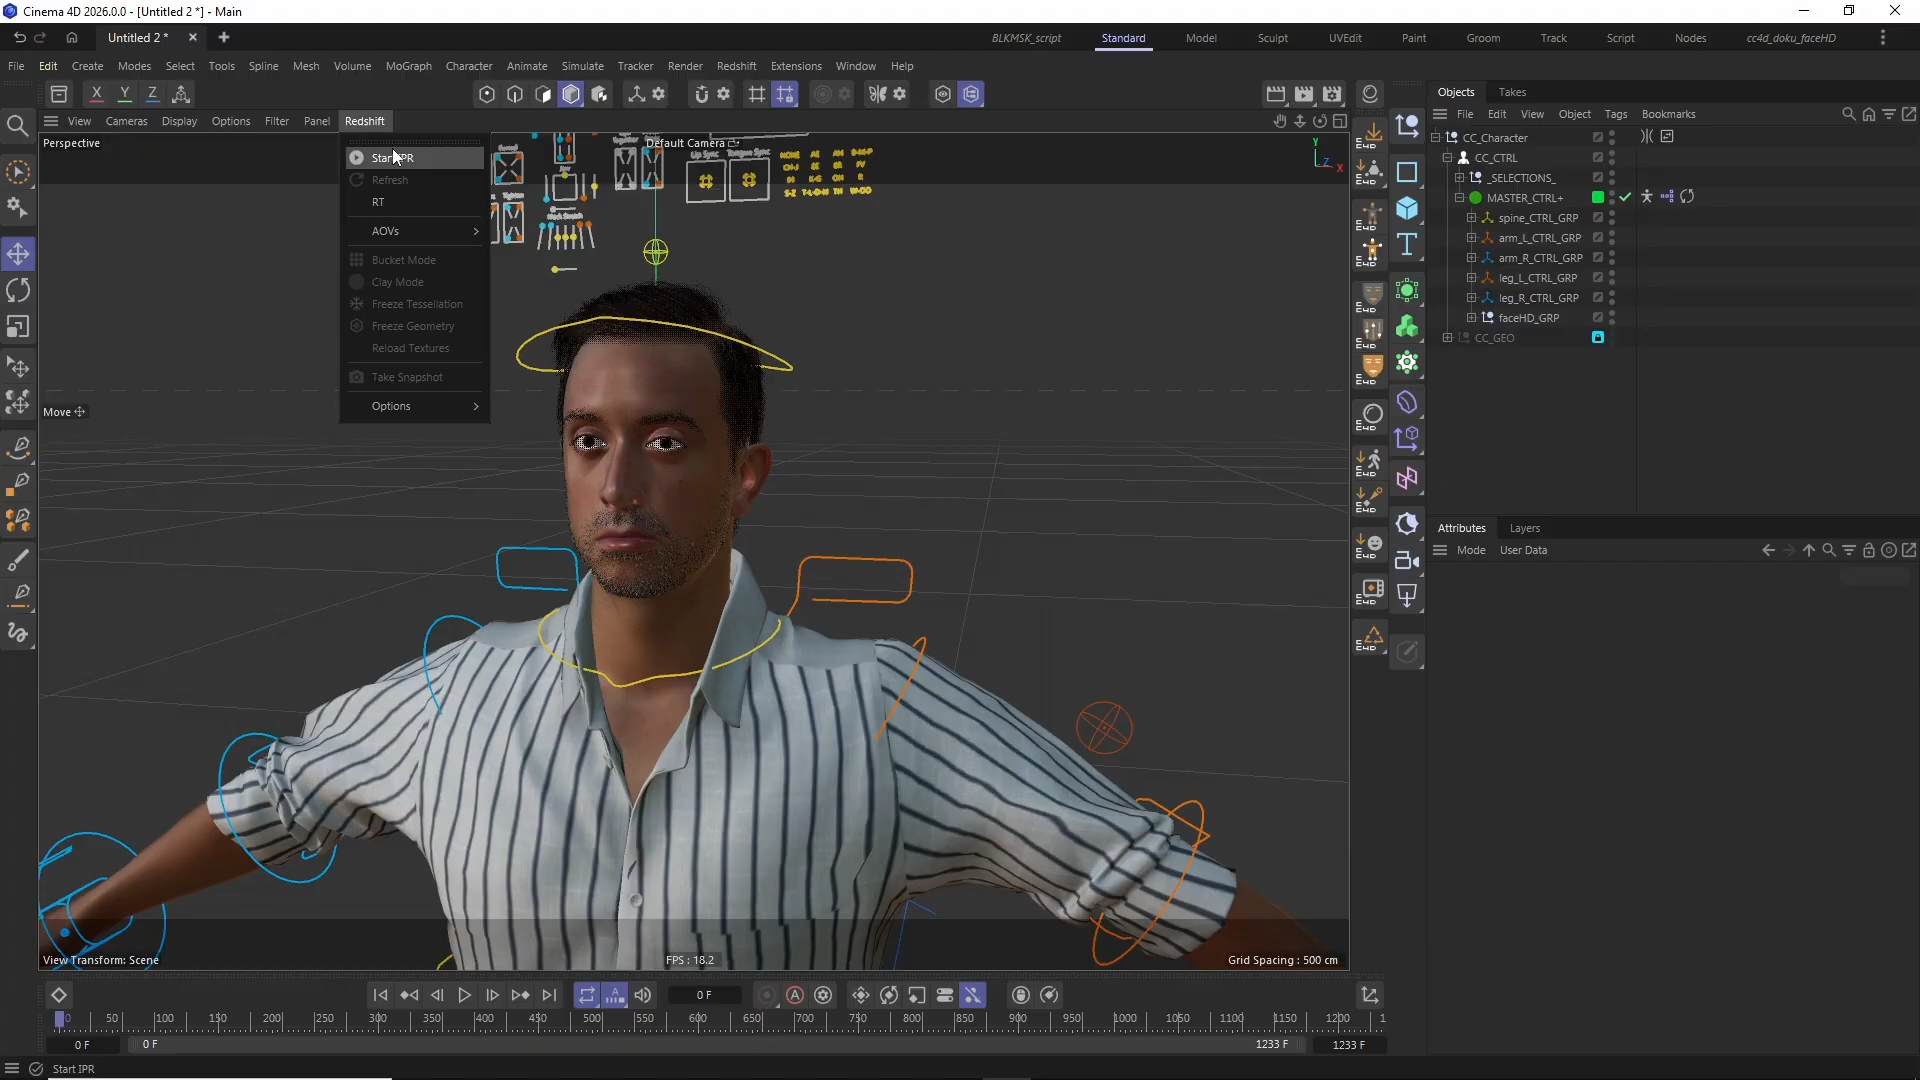 Cinema 4D 2026.0.0 - [Untitled 2 *] - Main
Untitled 2 *
BLKMSK_script
Standard
Model
Sculpt
UVEdit
Paint
Groom
Track
Script
Nodes
cc4d_doku_faceHD
File Edit Create Modes Select Tools Spline Mesh Volume MoGraph Character Animate Simulate Tracker Render Redshift Extensions Window Help
X Y Z
View Cameras Display Options Filter Panel Redshift
Perspective
Default Camera
Start IPR
Refresh
RT
AOVs
Bucket Mode
Clay Mode
Freeze Tessellation
Freeze Geometry
Reload Textures
Take Snapshot
Options
Lip Sync
Tongue Sync
Y
Z
X
Move
View Transform: Scene
FPS : 18.2
Grid Spacing : 500 cm
Objects Takes
File Edit View Object Tags Bookmarks
CC_Character
CC_CTRL
_SELECTIONS_
MASTER_CTRL+
spine_CTRL_GRP
arm_L_CTRL_GRP
arm_R_CTRL_GRP
leg_L_CTRL_GRP
leg_R_CTRL_GRP
faceHD_GRP
CC_GEO
Attributes Layers
Mode User Data
0 F
0 50 100 150 200 250 300 350 400 450 500 550 600 650 700 750 800 850 900 950 1000 1050 1100 1150 1200 1
0 F
0 F
1233 F
1233 F
Start IPR